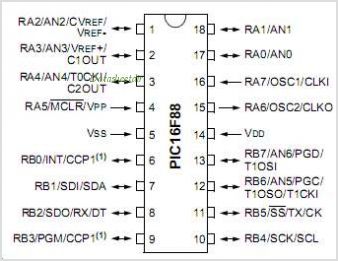 RA2/AN2/CVREF/
VREF-
1
18
RA1/AN1
RA3/AN3/VREF+/
C1OUT
2
17
RA0/AN0
RA4/AN4/T0CKI/
C2OUT
3
16
RA7/OSC1/CLKI
RA5/MCLR/VPP
4
15
RA6/OSC2/CLKO
VSS
5
14
VDD
RB0/INT/CCP1(1)
6
13
RB7/AN6/PGD/
T1OSI
RB1/SDI/SDA
7
12
RB6/AN5/PGC/
T1OSO/T1CKI
RB2/SDO/RX/DT
8
11
RB5/SS/TX/CK
RB3/PGM/CCP1(1)
9
10
RB4/SCK/SCL
PIC16F88